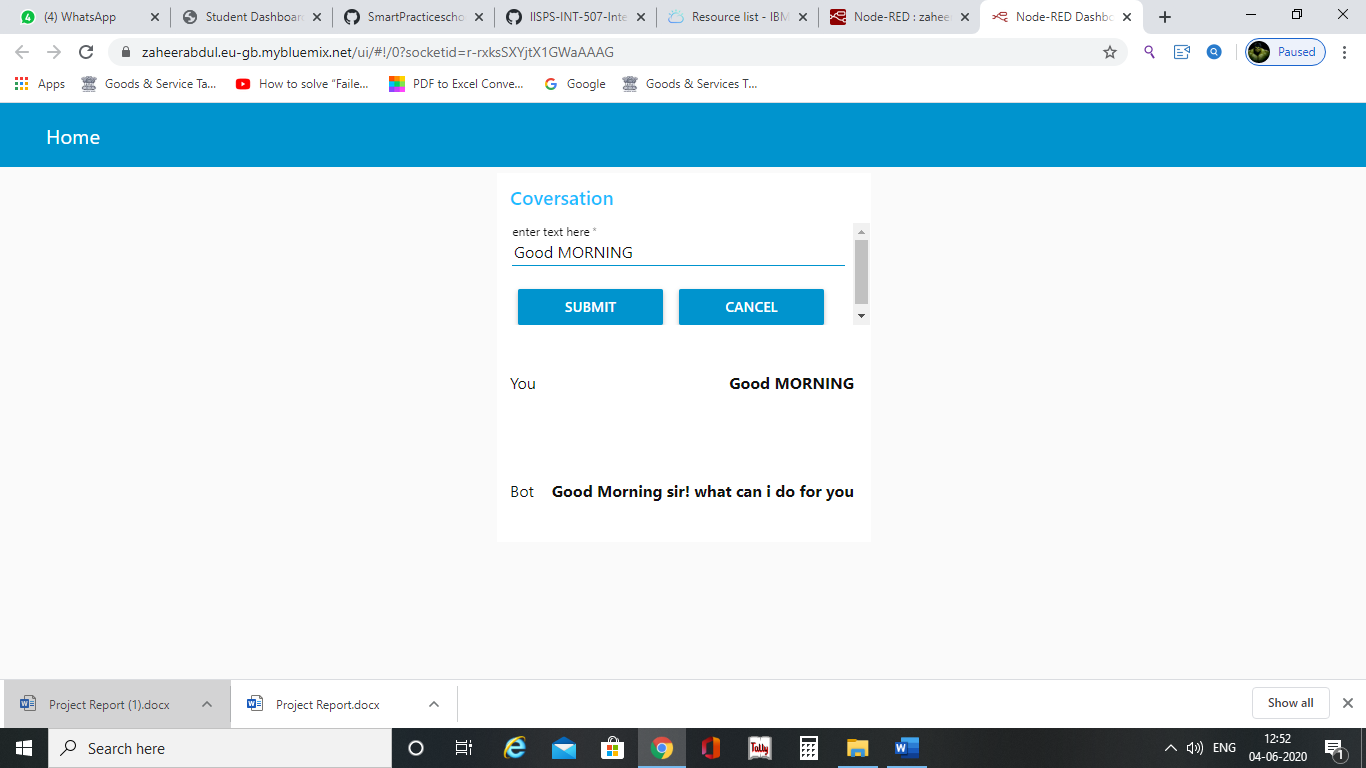 (4) WhatsApp
Student Dashboar
SmartPracticescho
IISPS-INT-507-Inte
Resource list - IBM
Node-RED : zaheer
Node-RED Dashbo
zaheerabdul.eu-gb.mybluemix.net/ui/#!/0?socketid=r-rxksSXYjtX1GWaAAAG
Paused
Apps
Goods & Service Ta...
How to solve “Faile...
PDF to Excel Conve...
Google
Goods & Services T...
Home
Coversation
enter text here *
Good MORNING
SUBMIT
CANCEL
You Good MORNING
Bot Good Morning sir! what can i do for you
Project Report (1).docx
Project Report.docx
Show all
Search here
Tally
ENG
12:52
04-06-2020
1